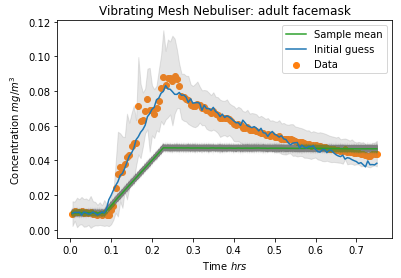 Vibrating Mesh Nebuliser: adult facemask
Sample mean
Initial guess
Data
Concentration mg/m³
0.12
0.10
0.08
0.06
0.04
0.02
0.00
0.0 0.1 0.2 0.3 0.4 0.5 0.6 0.7
Time hrs